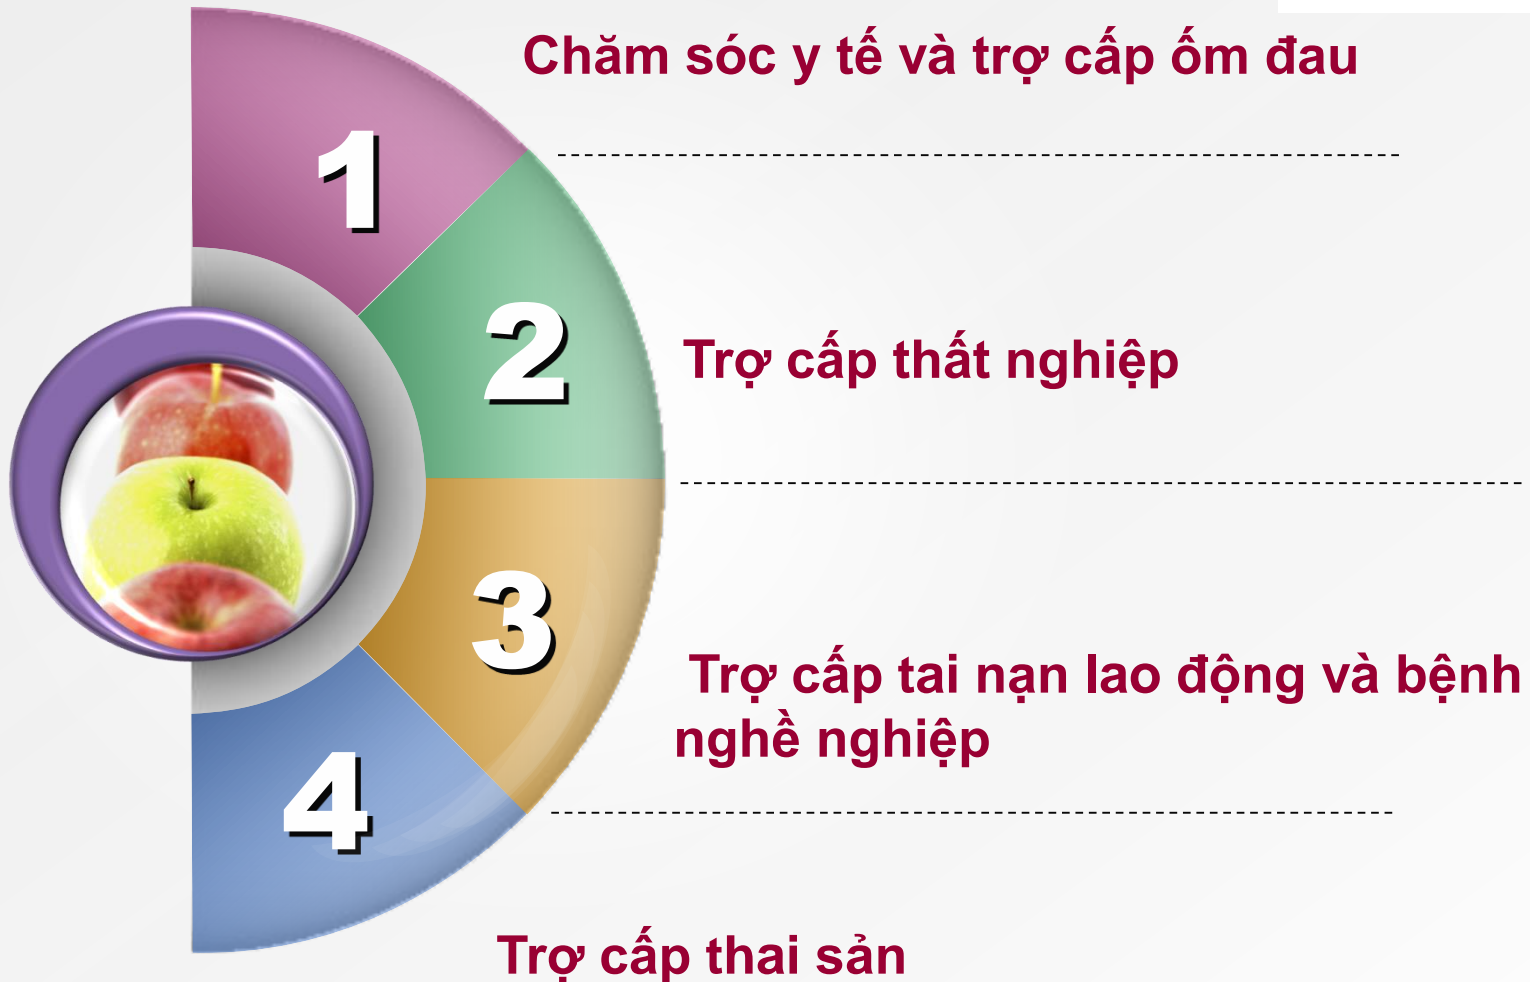 1
Chăm sóc y tế và trợ cấp ốm đau
2
Trợ cấp thất nghiệp
3
Trợ cấp tai nạn lao động và bệnh
nghề nghiệp
4
Trợ cấp thai sản